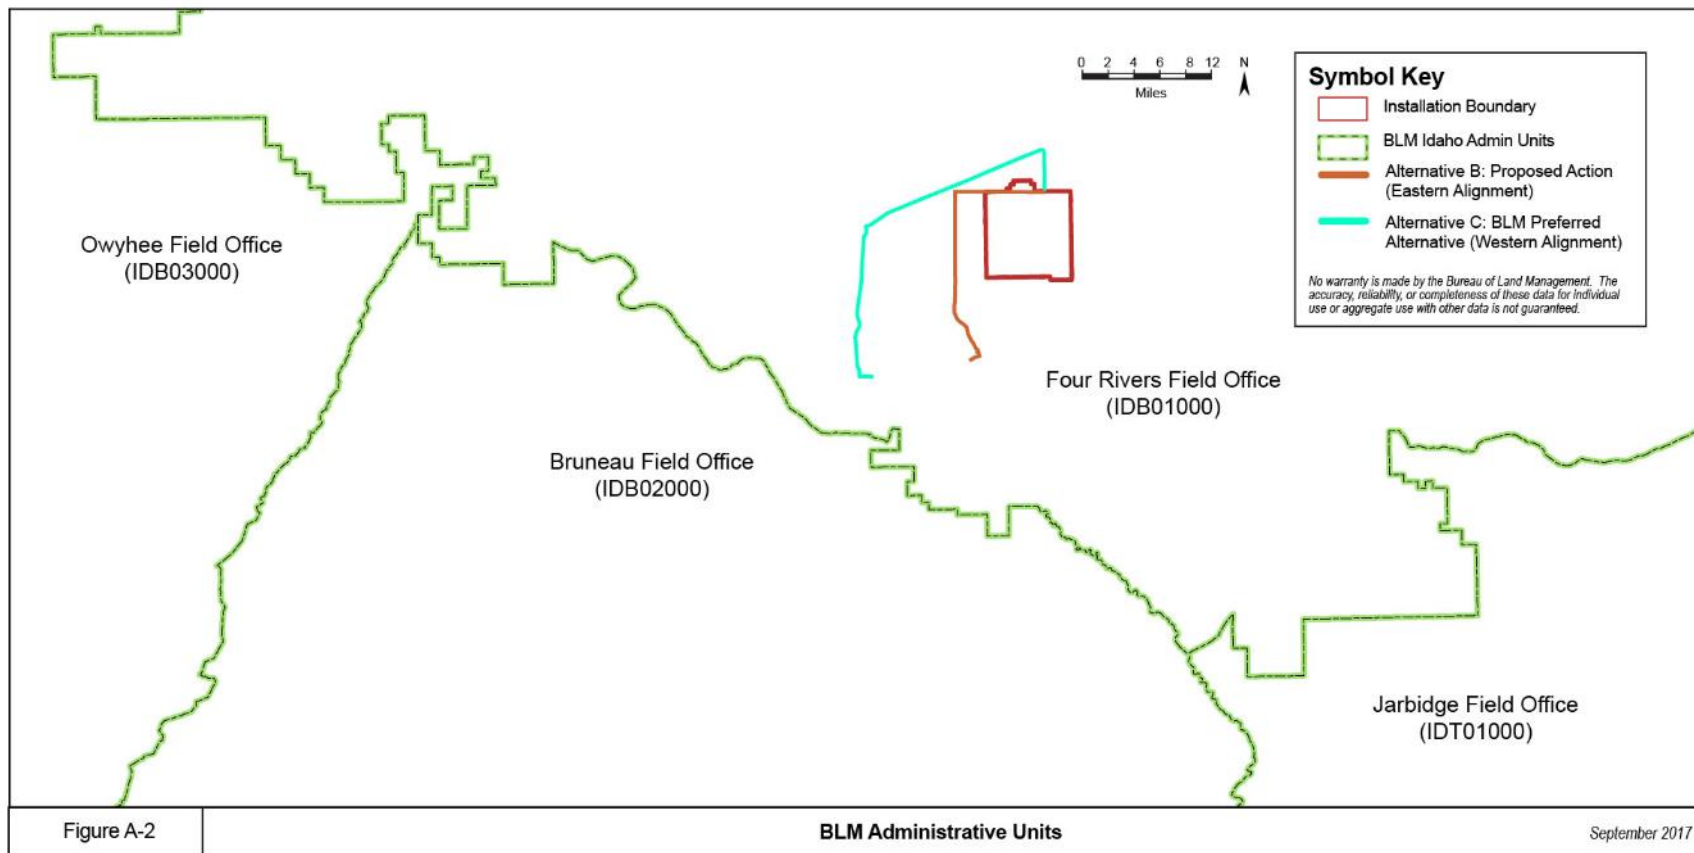 0 2 4 6 8 12 N
Miles
Symbol Key
Installation Boundary
BLM Idaho Admin Units
Alternative B: Proposed Action
(Eastern Alignment)
Alternative C: BLM Preferred
Alternative (Western Alignment)
No warranty is made by the Bureau of Land Management. The
accuracy, reliability, or completeness of these data for individual
use or aggregate use with other data is not guaranteed.
Owyhee Field Office
(IDB03000)
Four Rivers Field Office
(IDB01000)
Bruneau Field Office
(IDB02000)
Jarbidge Field Office
(IDT01000)
Figure A-2
BLM Administrative Units
September 2017